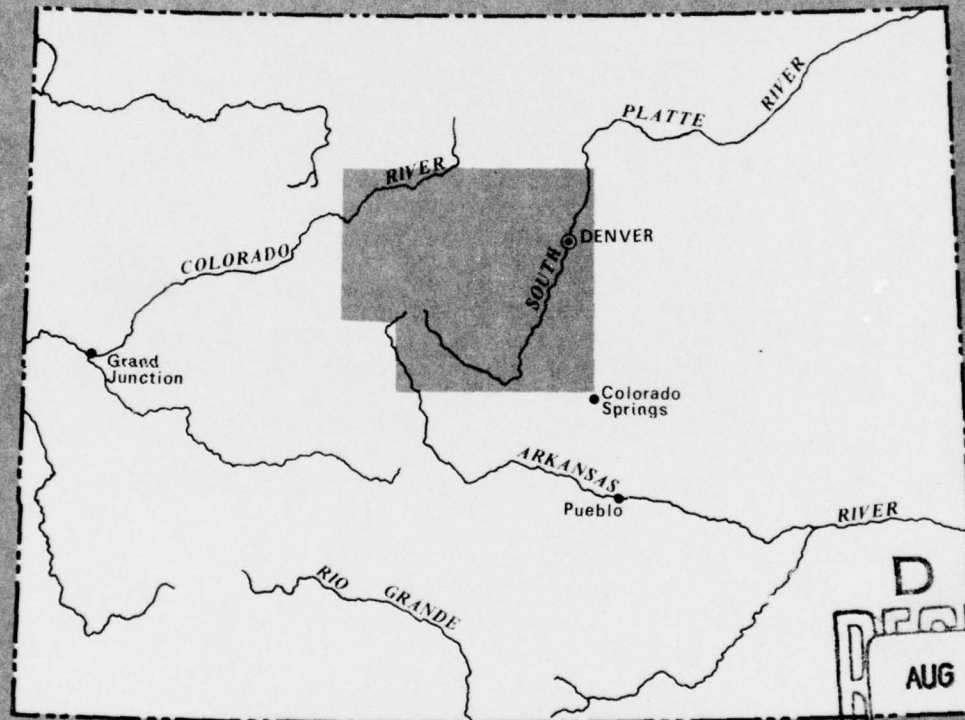 PLATTE
RIVER
RIVER
COLORADO
SOUTH
DENVER
Grand
Junction
Colorado
Springs
ARKANSAS
Pueblo
RIVER
RIO
GRANDE
D
AUG